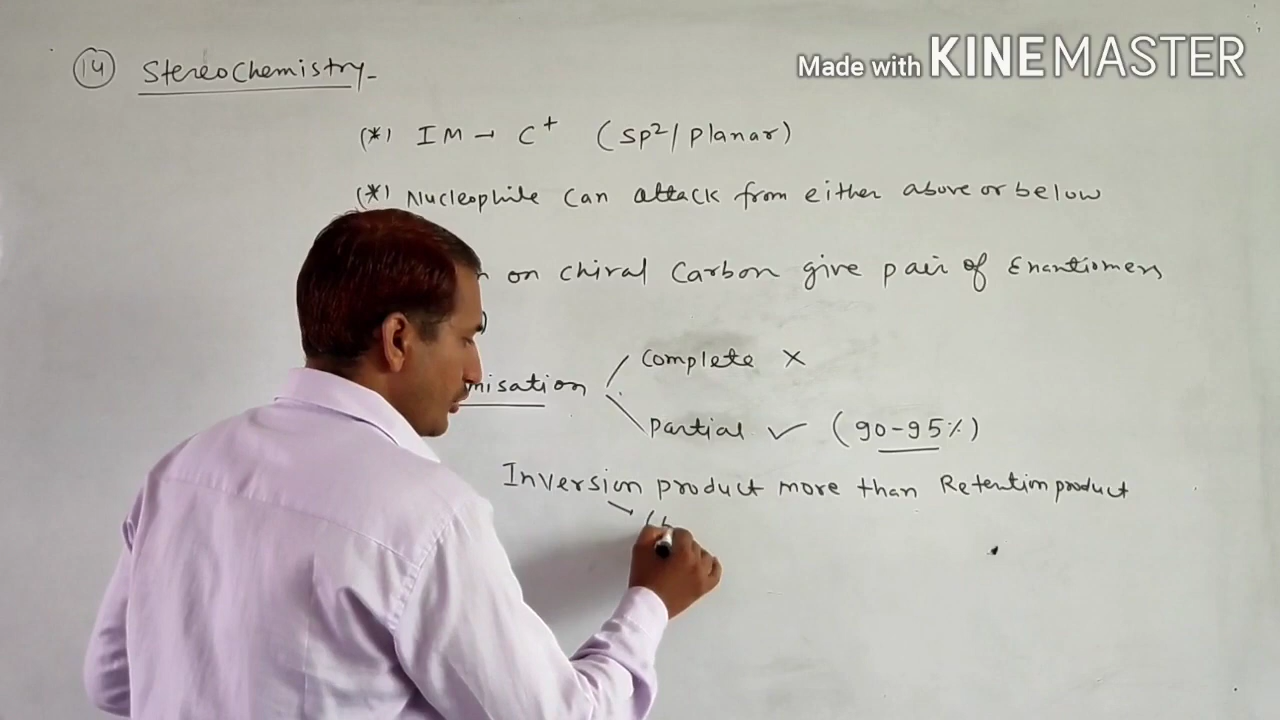 Made with KINEMASTER
14 Stereochemistry-
(*) IM → C⁺ (sp²/planar)
(*) Nucleophile can attack from either above or below
on chiral carbon give pair of Enantiomers
misation
complete ×
partial ✓ (90-95%)
Inversion product more than Retention product